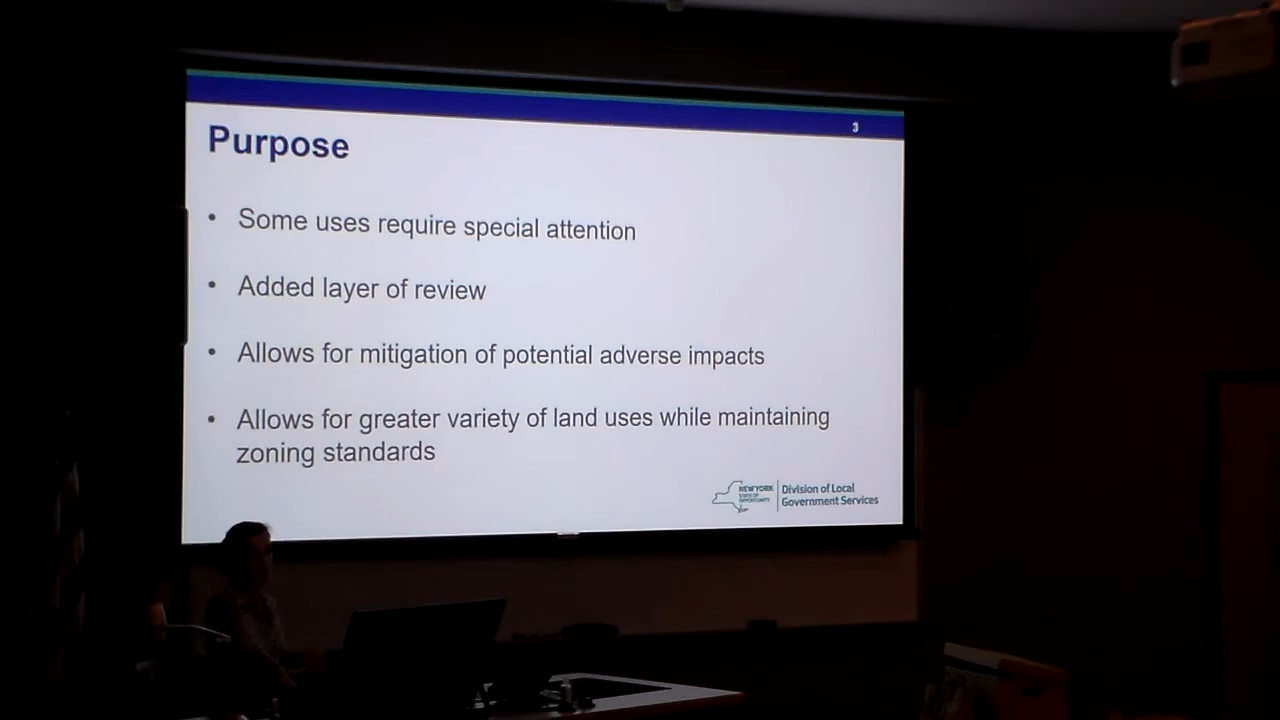 3
Purpose
• Some uses require special attention
• Added layer of review
• Allows for mitigation of potential adverse impacts
• Allows for greater variety of land uses while maintaining
zoning standards
NEW YORK
STATE OF
OPPORTUNITY
Division of Local
Government Services